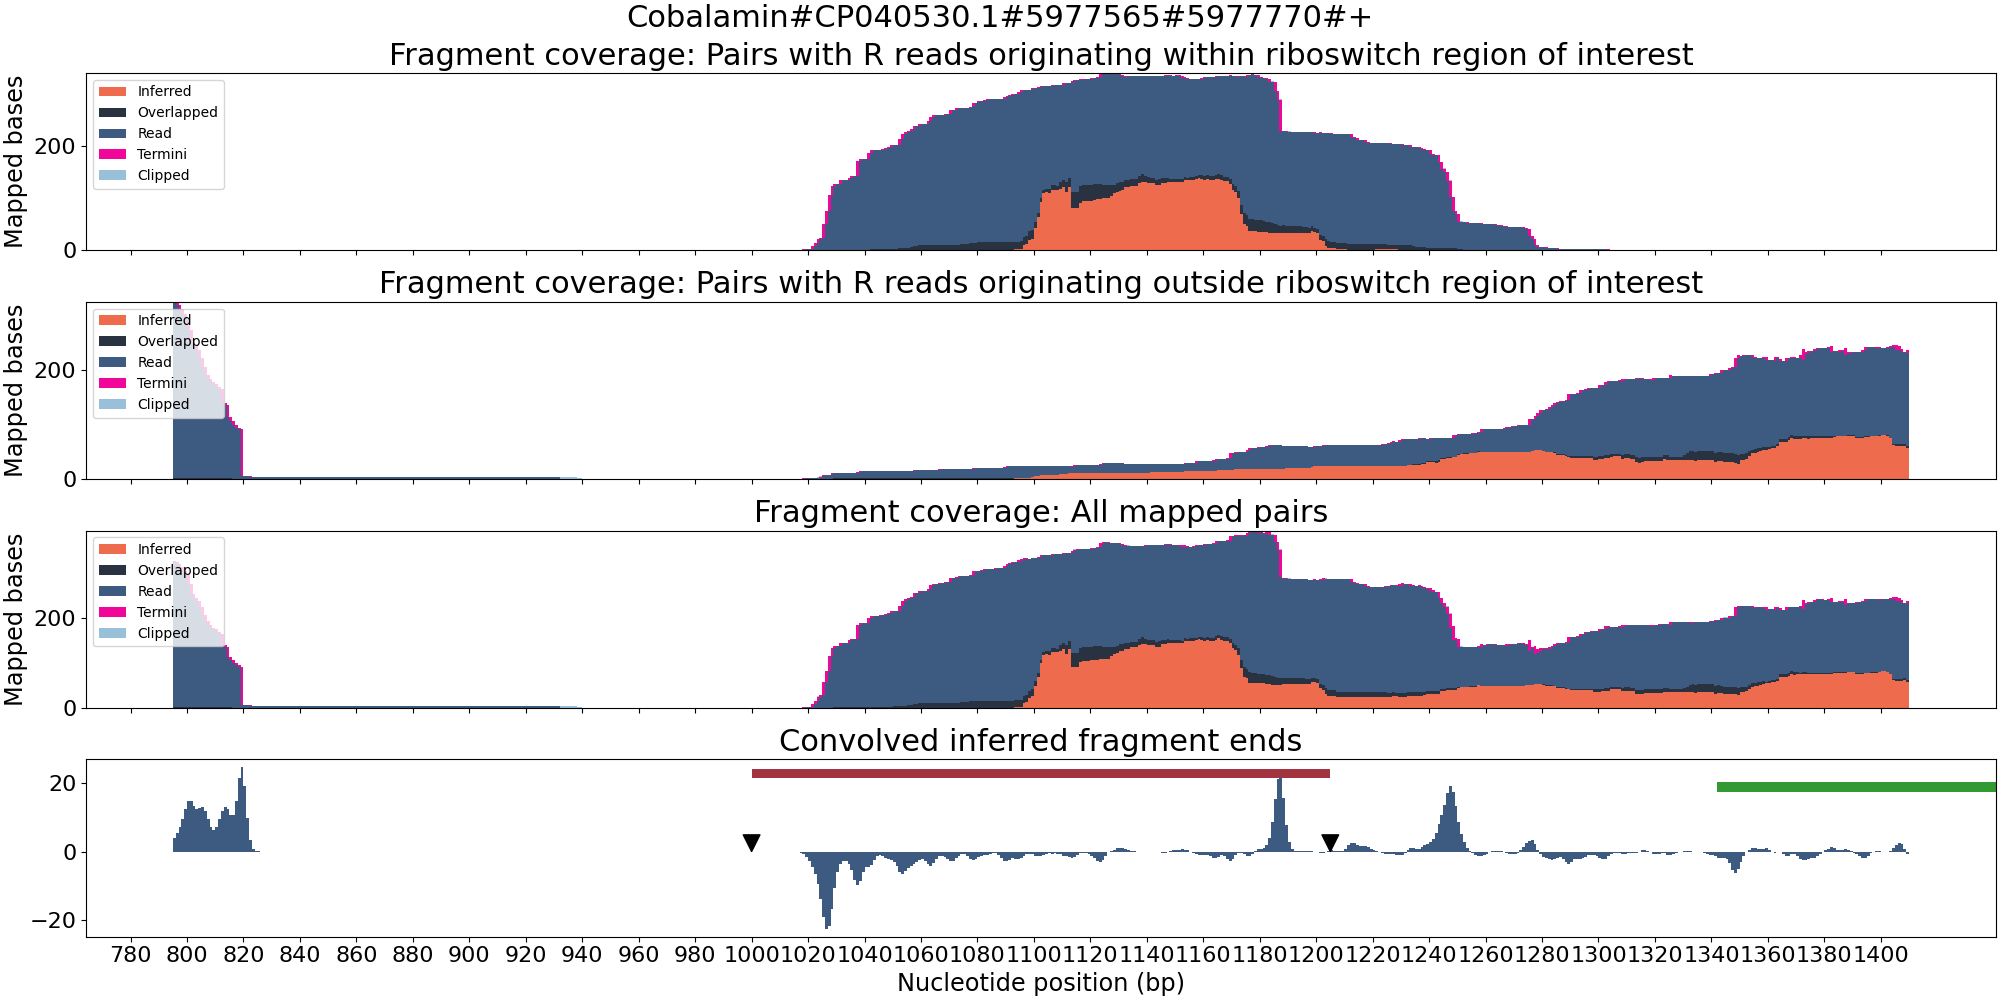 Cobalamin#CP040530.1#5977565#5977770#+
Fragment coverage: Pairs with R reads originating within riboswitch region of interest
Mapped bases
200
0
Inferred
Overlapped
Read
Termini
Clipped
Fragment coverage: Pairs with R reads originating outside riboswitch region of interest
Mapped bases
200
0
Inferred
Overlapped
Read
Termini
Clipped
Fragment coverage: All mapped pairs
Mapped bases
200
0
Inferred
Overlapped
Read
Termini
Clipped
Convolved inferred fragment ends
20
0
−20
780 800 820 840 860 880 900 920 940 960 980 1000 1020 1040 1060 1080 1100 1120 1140 1160 1180 1200 1220 1240 1260 1280 1300 1320 1340 1360 1380 1400
Nucleotide position (bp)